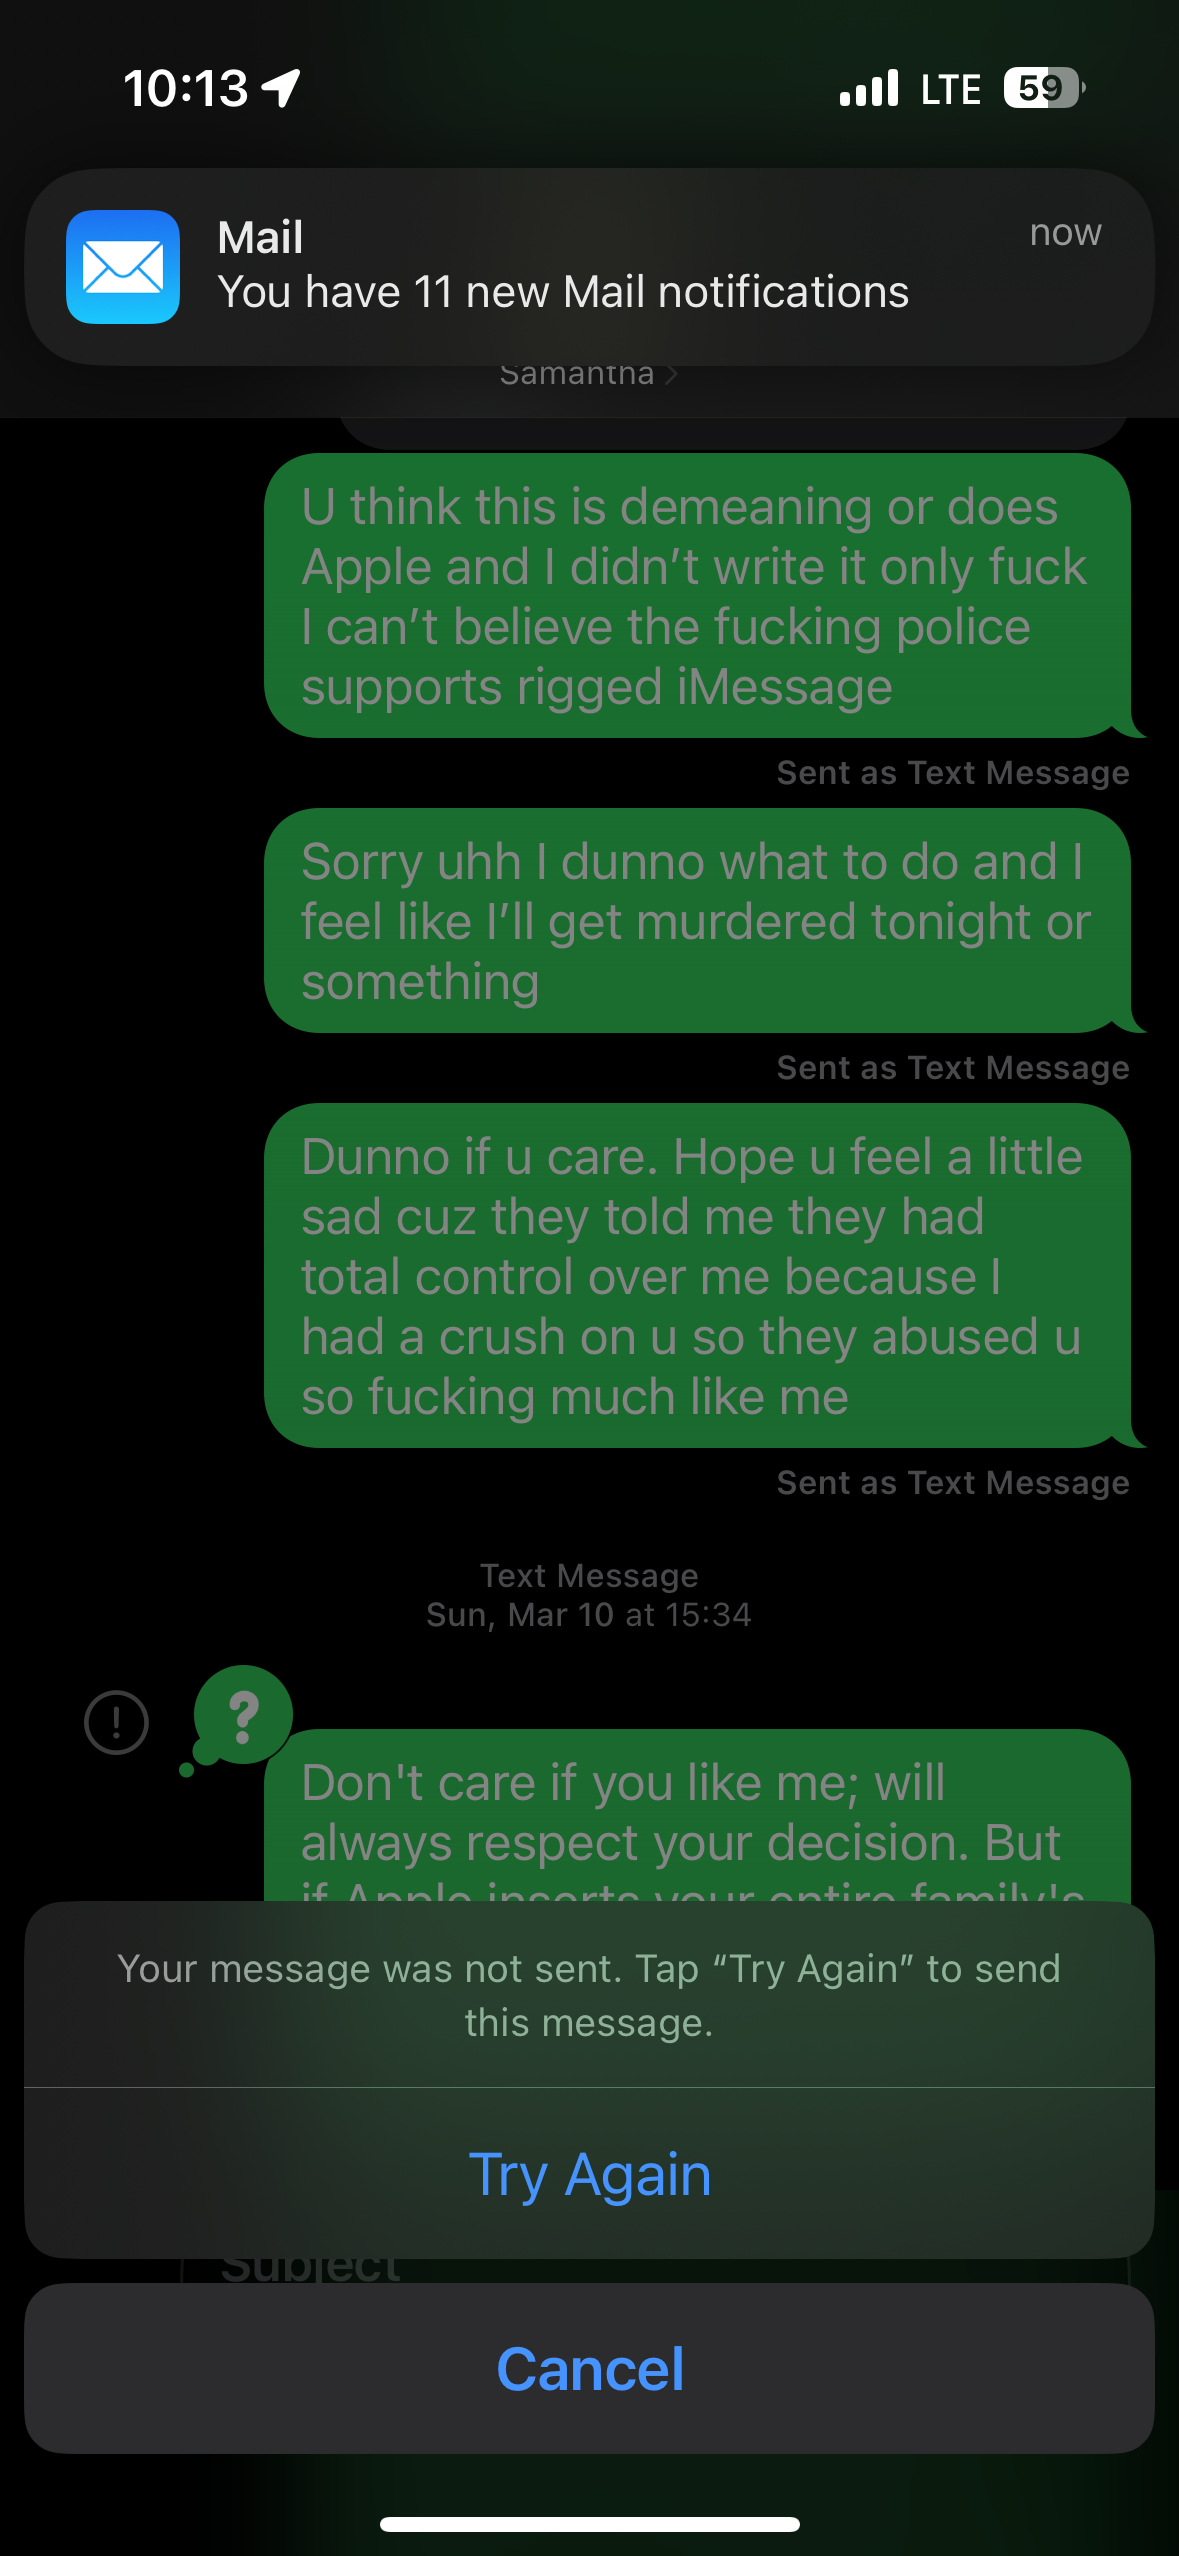 10:13
LTE 59
Mail
now
You have 11 new Mail notifications
Samantha
U think this is demeaning or does
Apple and I didn’t write it only fuck
I can’t believe the fucking police
supports rigged iMessage
Sent as Text Message
Sorry uhh I dunno what to do and I
feel like I’ll get murdered tonight or
something
Sent as Text Message
Dunno if u care. Hope u feel a little
sad cuz they told me they had
total control over me because I
had a crush on u so they abused u
so fucking much like me
Sent as Text Message
Text Message
Sun, Mar 10 at 15:34
?
!
Don't care if you like me; will
always respect your decision. But
if Apple inserts your entire family's
Your message was not sent. Tap “Try Again” to send
this message.
Try Again
Subject
Cancel